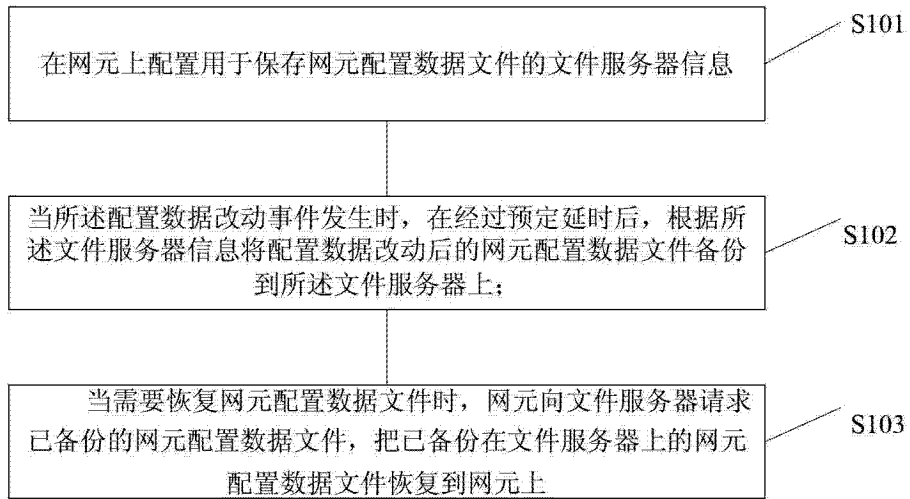 S101
在网元上配置用于保存网元配置数据文件的文件服务器信息
当所述配置数据改动事件发生时，在经过预定延时后，根据所
述文件服务器信息将配置数据改动后的网元配置数据文件备份
到所述文件服务器上；
S102
当需要恢复网元配置数据文件时，网元向文件服务器请求
已备份的网元配置数据文件，把已备份在文件服务器上的网元
配置数据文件恢复到网元上
S103